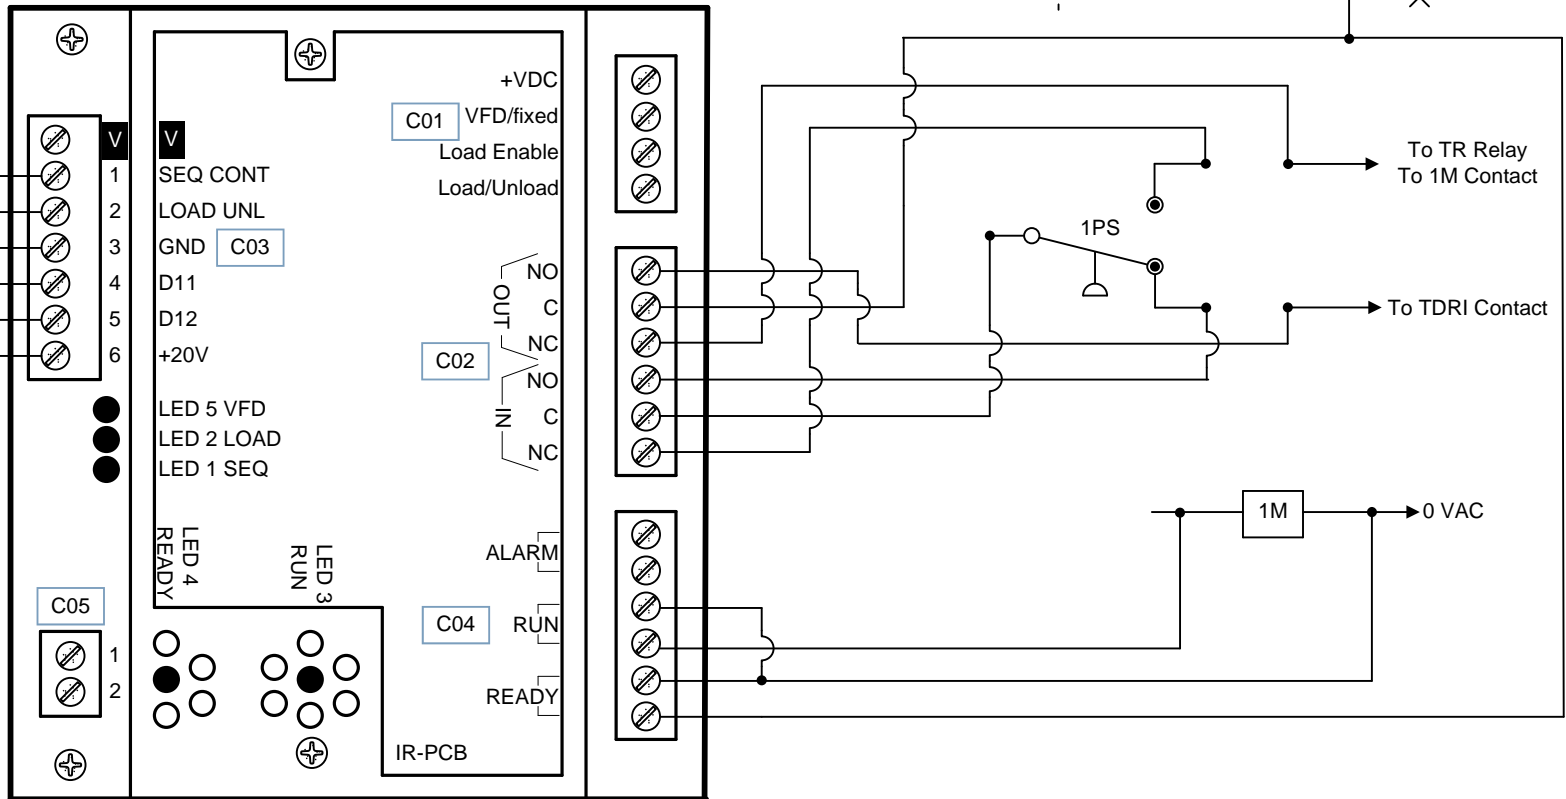 +VDC
C01
VFD/fixed
Load Enable
Load/Unload
V
V
1
SEQ CONT
2
LOAD UNL
3
GND
C03
4
D11
5
D12
6
+20V
LED 5 VFD
LED 2 LOAD
LED 1 SEQ
NO
OUT
C
NC
C02
NO
IN
C
NC
LED 4
READY
LED 3
RUN
ALARM
C04
RUN
READY
C05
1
2
IR-PCB
To TR Relay
To 1M Contact
1PS
To TDRI Contact
1M
0 VAC